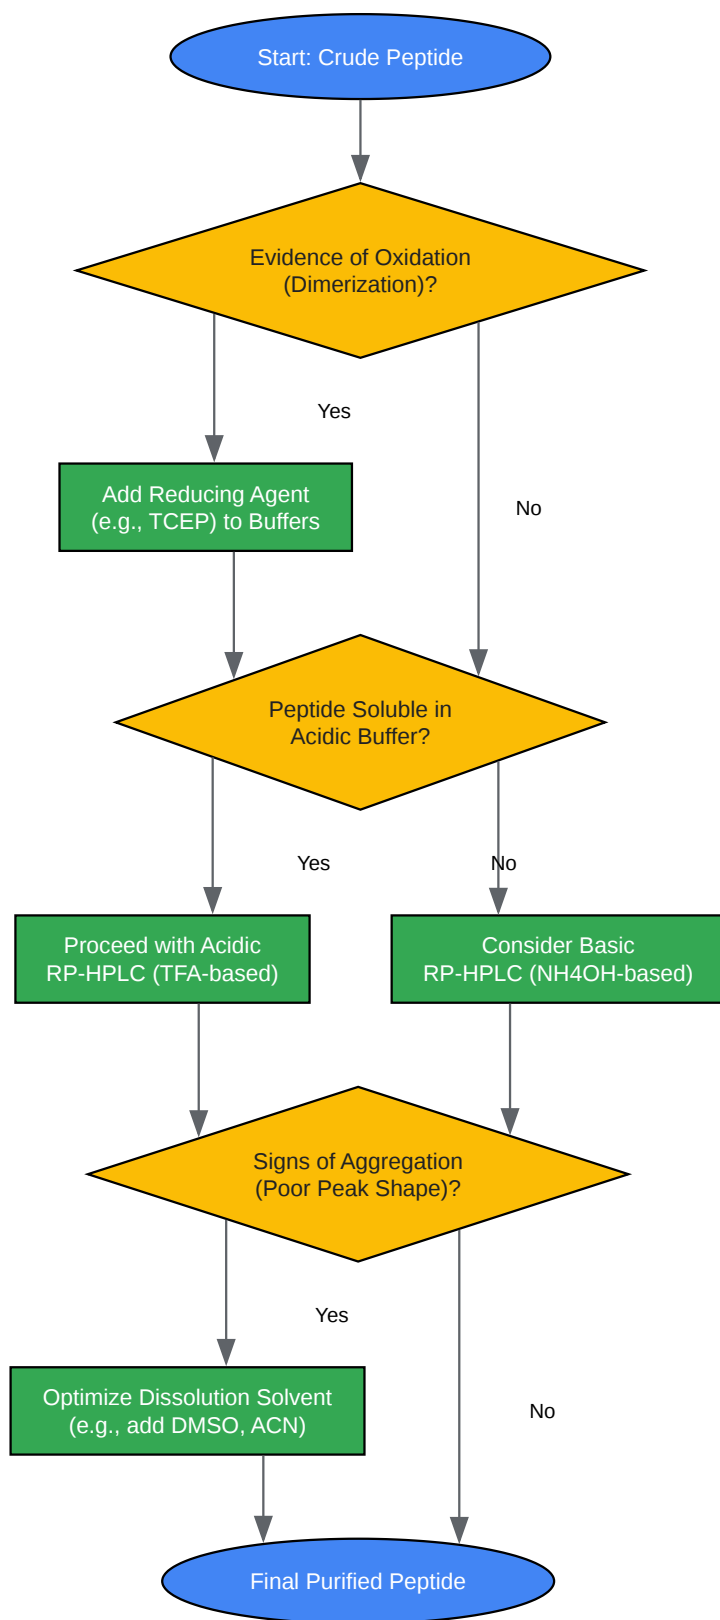 Start: Crude Peptide
Evidence of Oxidation
(Dimerization)?
Yes
Add Reducing Agent
(e.g., TCEP) to Buffers
No
Peptide Soluble in
Acidic Buffer?
Yes
No
Proceed with Acidic
RP-HPLC (TFA-based)
Consider Basic
RP-HPLC (NH4OH-based)
Signs of Aggregation
(Poor Peak Shape)?
Yes
Optimize Dissolution Solvent
(e.g., add DMSO, ACN)
No
Final Purified Peptide